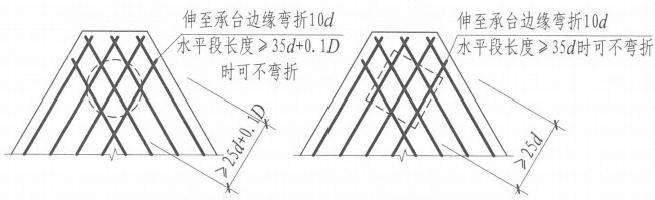 伸至承台边缘弯折10d
水平段长度≥35d+0.1D
时可不弯折
≥25d+0.1D
伸至承台边缘弯折10d
水平段长度≥35d时可不弯折
≥25d